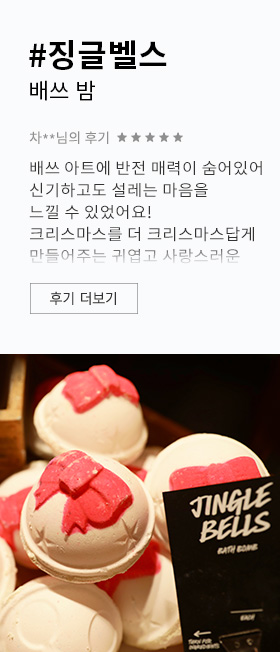 #징글벨스
배쓰 밤
차**님의 후기 ★★★★★
배쓰 아트에 반전 매력이 숨어있어
신기하고도 설레는 마음을
느낄 수 있었어요!
크리스마스를 더 크리스마스답게
만들어주는 귀엽고 사랑스러운
후기 더보기
JINGLE
BELLS
BATH BOMB
EACH